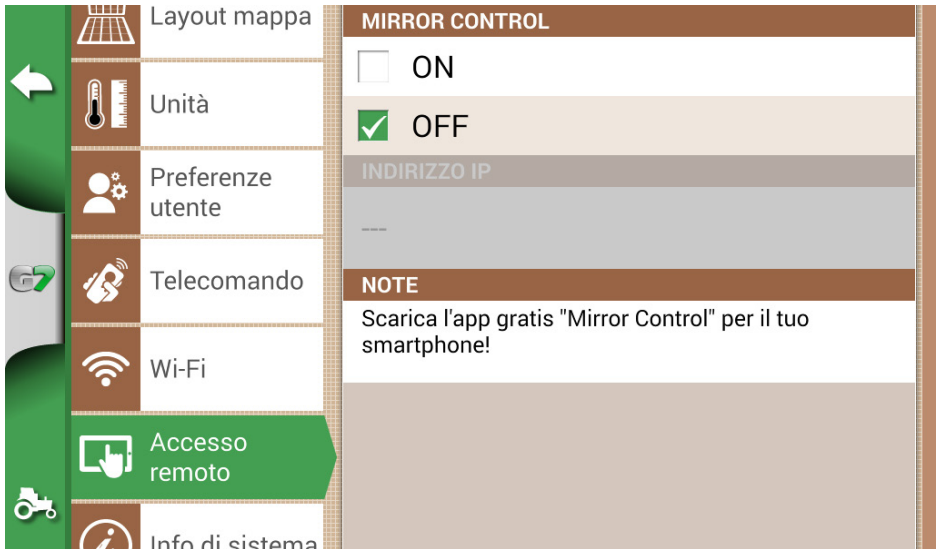 Layout mappa
Unità
Preferenze
utente
G7
Telecomando
Wi-Fi
Accesso
remoto
Info di sistema
MIRROR CONTROL
ON
OFF
INDIRIZZO IP
---
NOTE
Scarica l'app gratis "Mirror Control" per il tuo
smartphone!